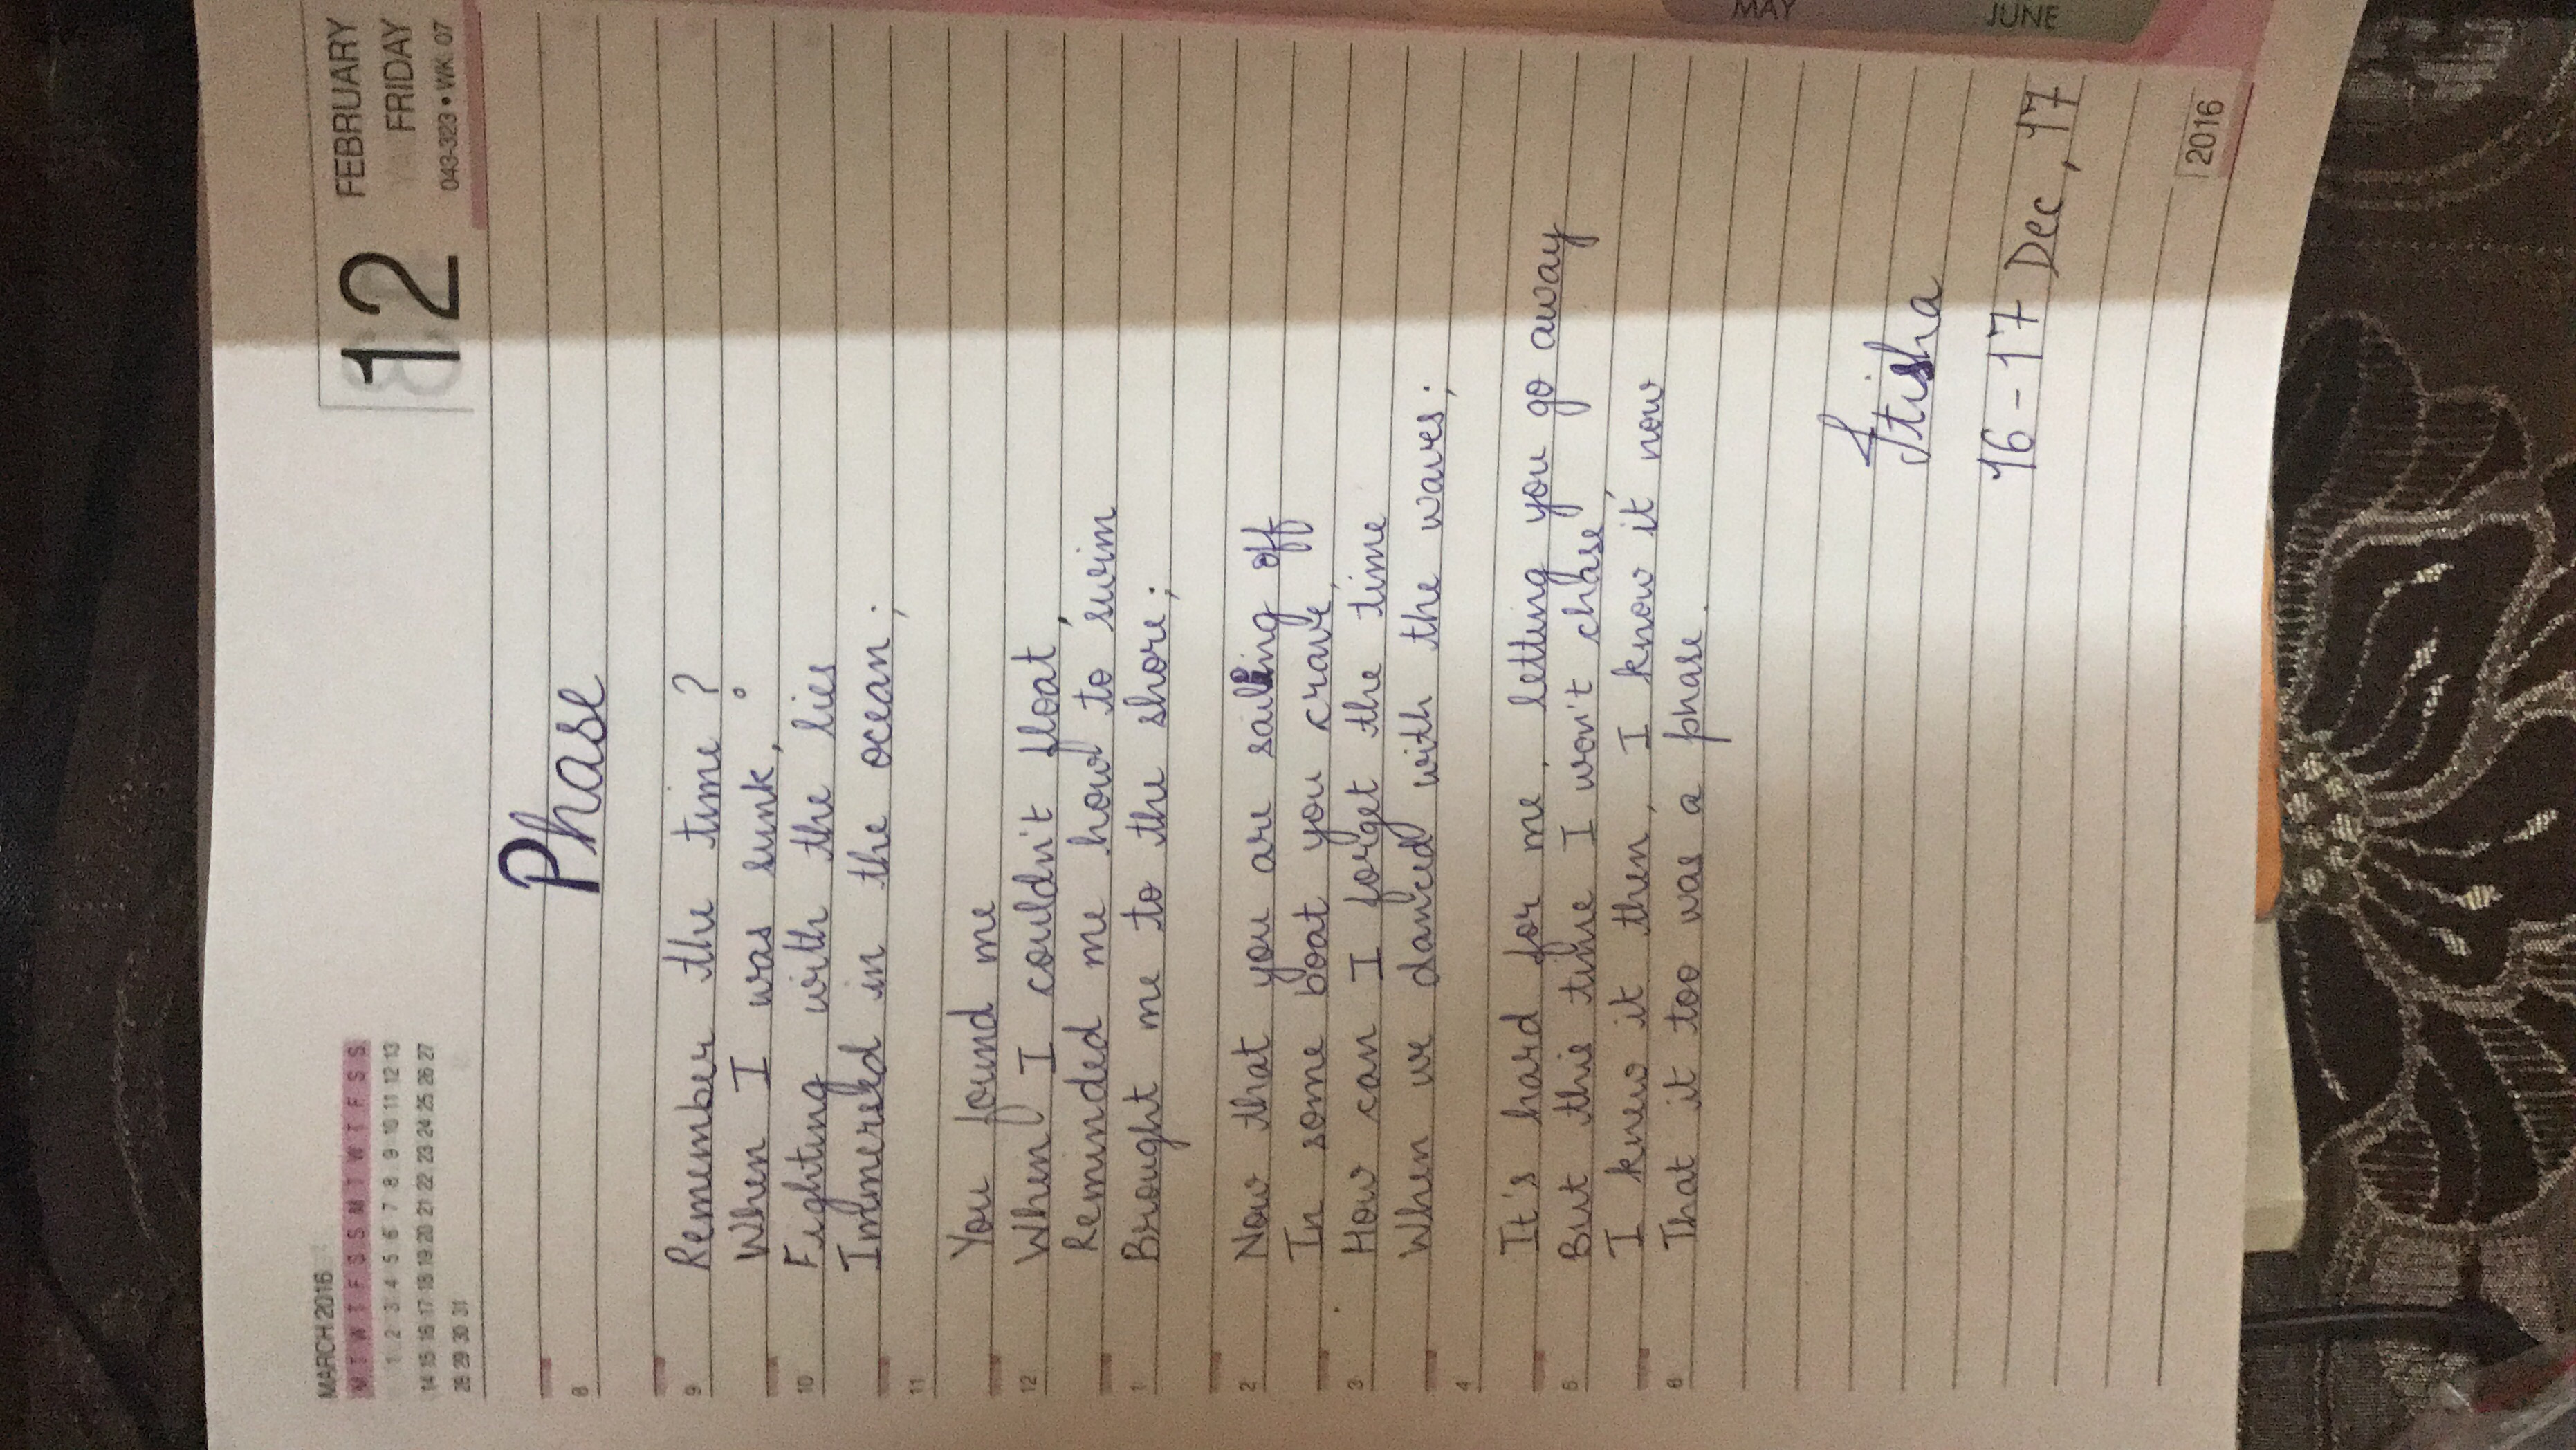 MARCH 2016
M T W T F S S M T W T F S S
1 2 3 4 5 6 7 8 9 10 11 12 13
14 15 16 17 18 19 20 21 22 23 24 25 26 27
28 29 30 31
12
FEBRUARY
FRIDAY
043-323 • WK 07
Phase
8
9
Remember the time?
When I was sunk,
10
Fighting with the lies
Immersed in the ocean;
11
You found me
12
When I couldn't float,
Reminded me how to swim
1
Brought me to the shore;
2
Now that you are sailing off
In some boat you crave,
3
How can I forget the time
When we danced with the waves;
4
It's hard for me, letting you go away
5
But this time I won't chase,
I knew it then, I know it now
6
That it too was a phase.
MAY
Itisha
16-17 Dec, 17
JUNE
2016